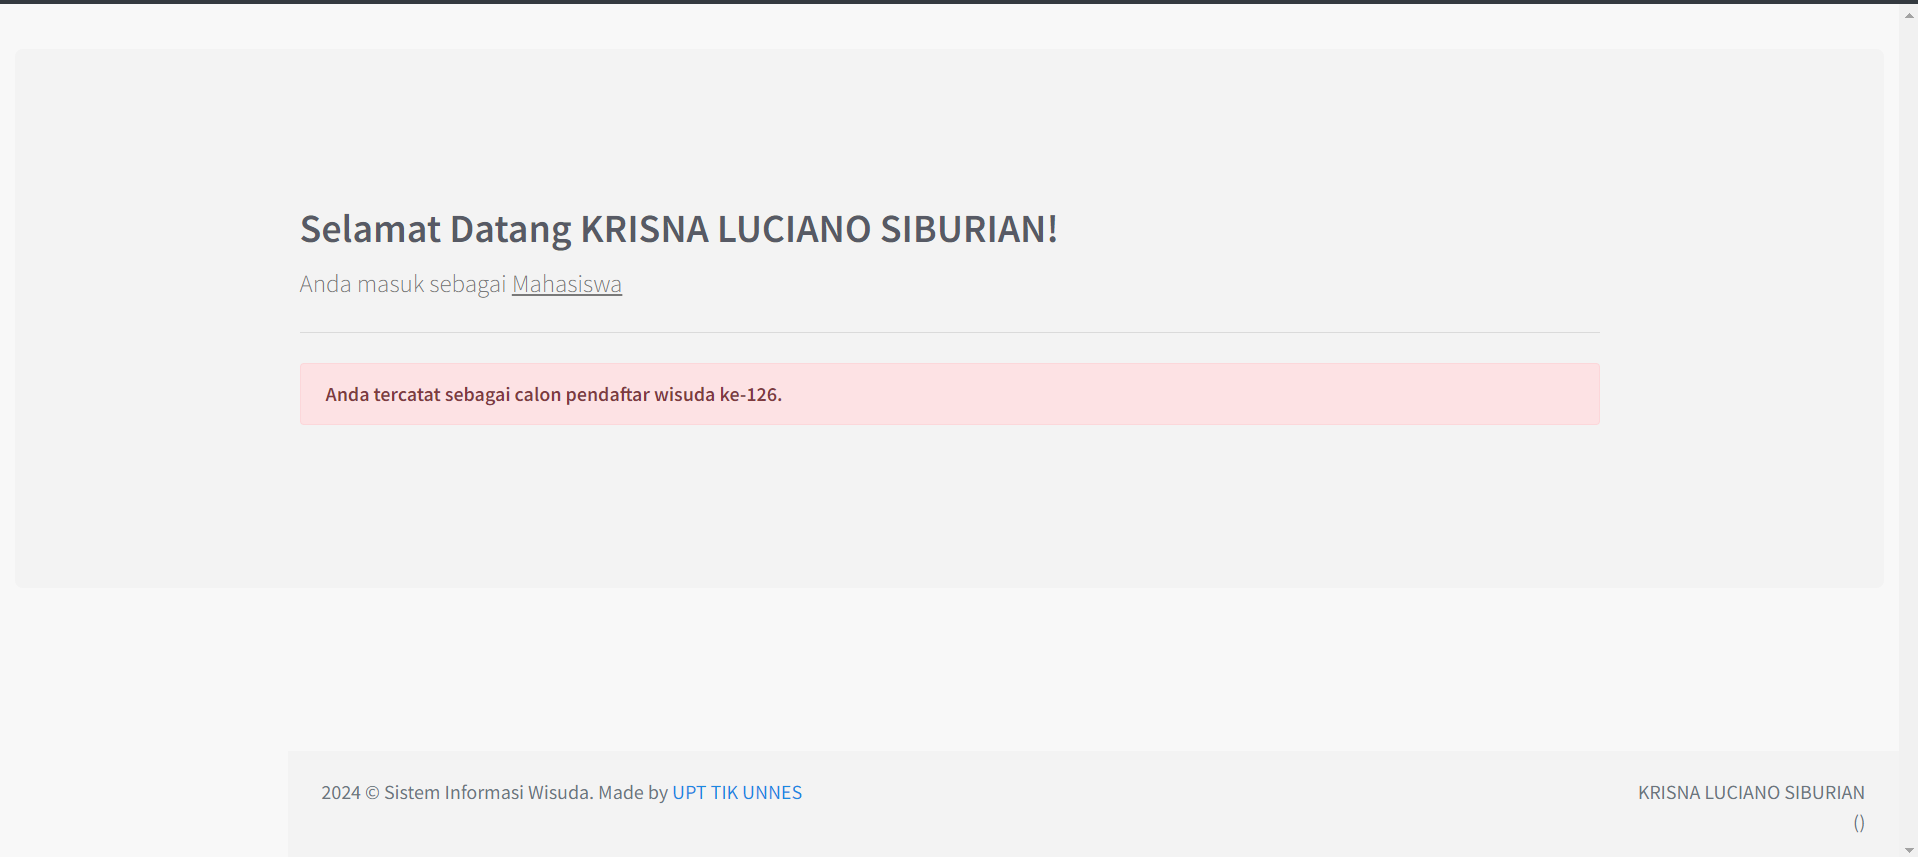 Selamat Datang KRISNA LUCIANO SIBURIAN!
Anda masuk sebagai Mahasiswa
Anda tercatat sebagai calon pendaftar wisuda ke-126.
2024 © Sistem Informasi Wisuda. Made by UPT TIK UNNES
KRISNA LUCIANO SIBURIAN
()